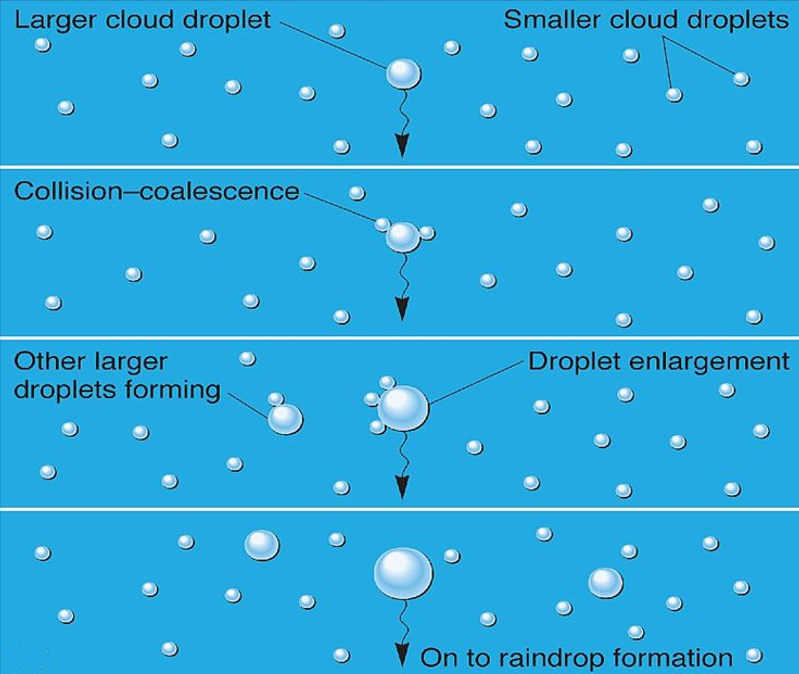 Larger cloud droplet
Smaller cloud droplets
Collision–coalescence
Other larger
droplets forming
Droplet enlargement
On to raindrop formation